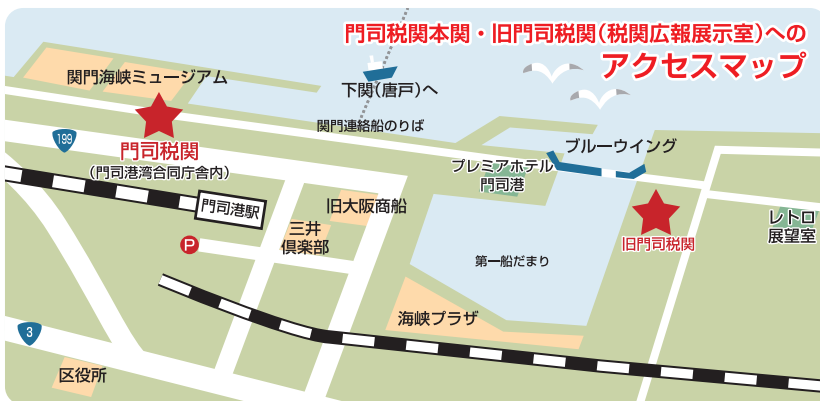 門司税関本関・旧門司税関(税関広報展示室)への
アクセスマップ
関門海峡ミュージアム
下関(唐戸)へ
関門連絡船のりば
199
門司税関
(門司港湾合同庁舎内)
ブルーウイング
プレミアホテル
門司港
門司港駅
旧大阪商船
三井
倶楽部
P
旧門司税関
レトロ
展望室
第一船だまり
海峡プラザ
3
区役所